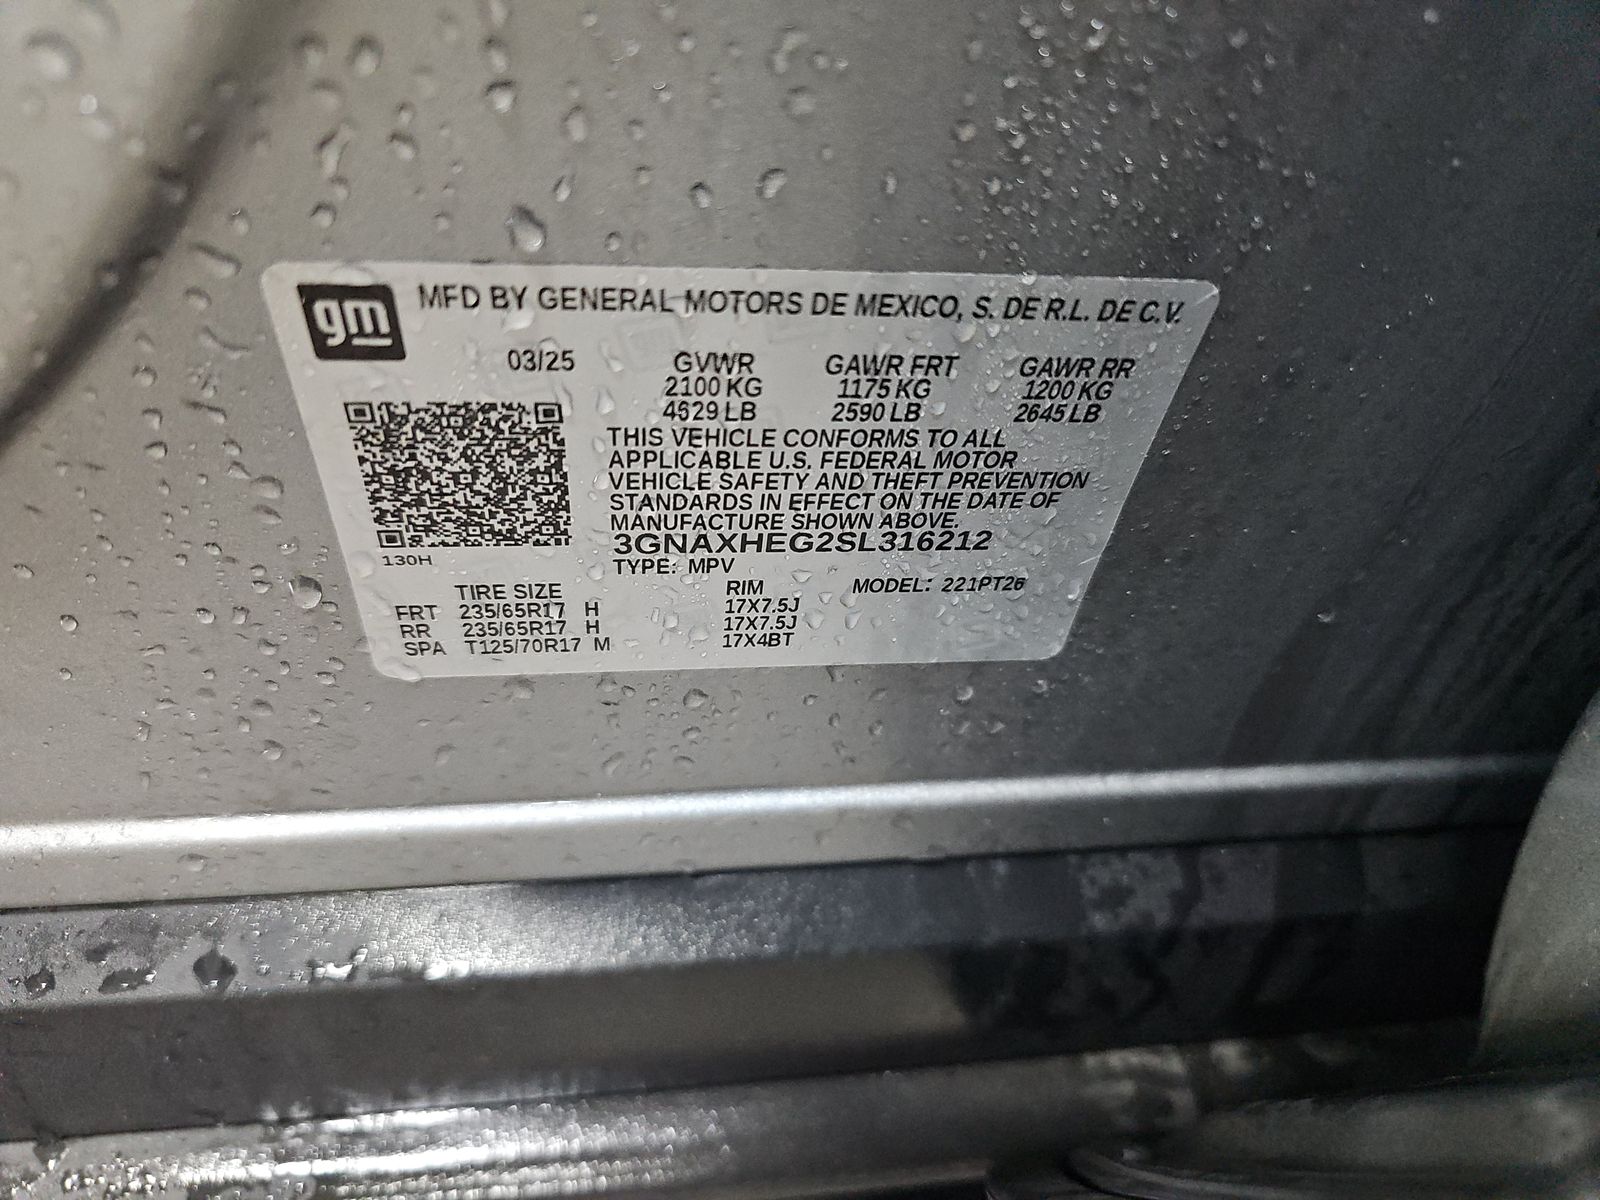 gm MFD BY GENERAL MOTORS DE MEXICO, S. DE R.L. DE C.V.
03/25 GVWR GAWR FRT GAWR RR
2100 KG 1175 KG 1200 KG
4629 LB 2590 LB 2645 LB
THIS VEHICLE CONFORMS TO ALL
APPLICABLE U.S. FEDERAL MOTOR
VEHICLE SAFETY AND THEFT PREVENTION
STANDARDS IN EFFECT ON THE DATE OF
MANUFACTURE SHOWN ABOVE.
3GNAXHEG2SL316212
130H TYPE: MPV
TIRE SIZE RIM MODEL: 221PT26
FRT 235/65R17 H 17X7.5J
RR 235/65R17 H 17X7.5J
SPA T125/70R17 M 17X4BT